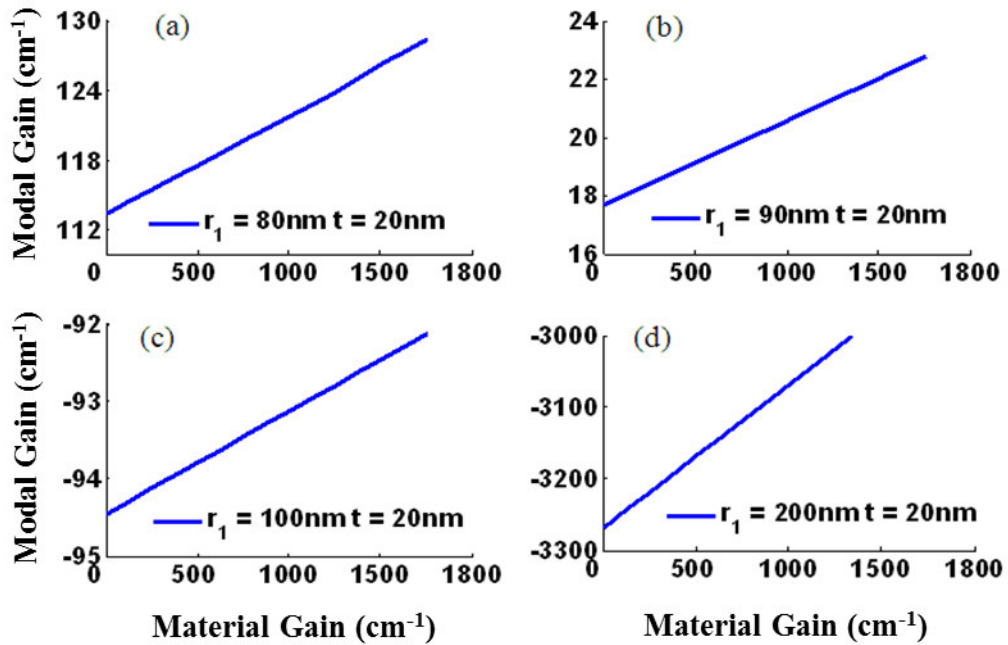 130
124
118
112
(a)
r1 = 80nm t = 20nm
0 500 1000 1500 1800
Modal Gain (cm-1)
24
22
20
18
16
(b)
r1 = 90nm t = 20nm
0 500 1000 1500 1800
-92
-93
-94
-95
(c)
r1 = 100nm t = 20nm
0 500 1000 1500 1800
Modal Gain (cm-1)
Material Gain (cm-1)
-3000
-3100
-3200
-3300
(d)
r1 = 200nm t = 20nm
0 500 1000 1500 1800
Material Gain (cm-1)